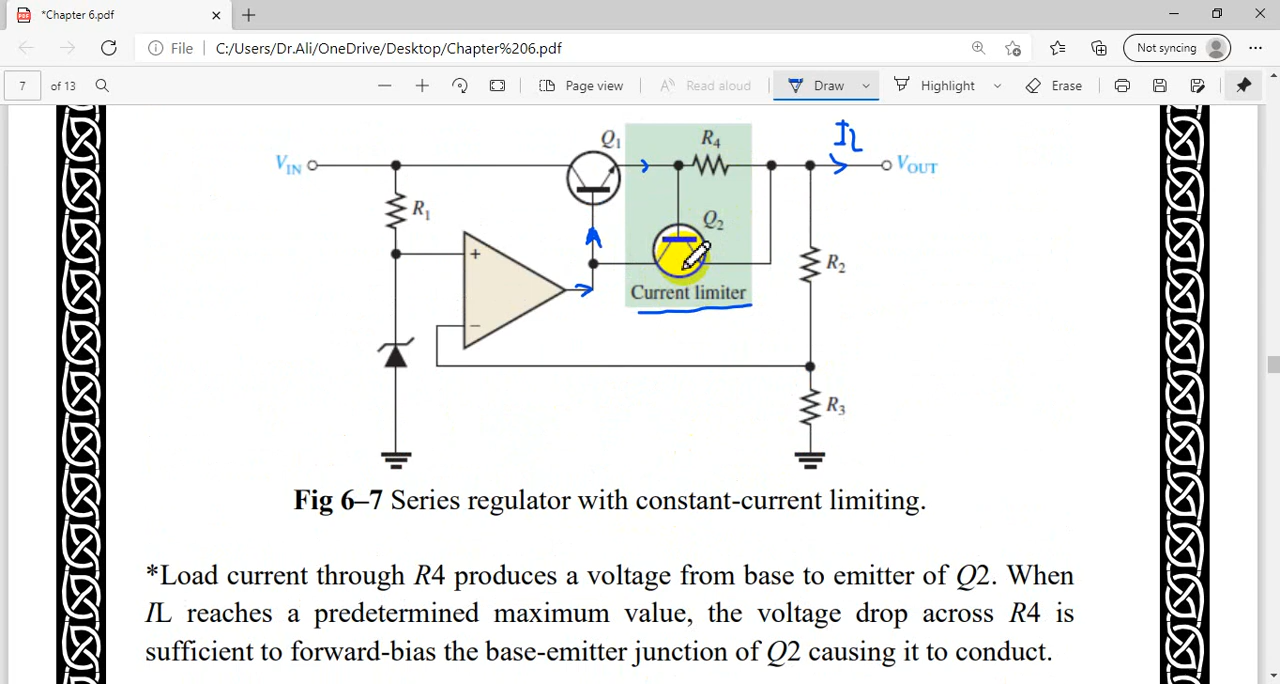 *Chapter 6.pdf
File | C:/Users/Dr.Ali/OneDrive/Desktop/Chapter%206.pdf
Not syncing
7 of 13
Page view
Read aloud
Draw
Highlight
Erase
Q1
R4
IL
VIN
VOUT
R1
Q2
+
R2
Current limiter
−
R3
Fig 6–7 Series regulator with constant-current limiting.
*Load current through R4 produces a voltage from base to emitter of Q2. When
IL reaches a predetermined maximum value, the voltage drop across R4 is
sufficient to forward-bias the base-emitter junction of Q2 causing it to conduct.